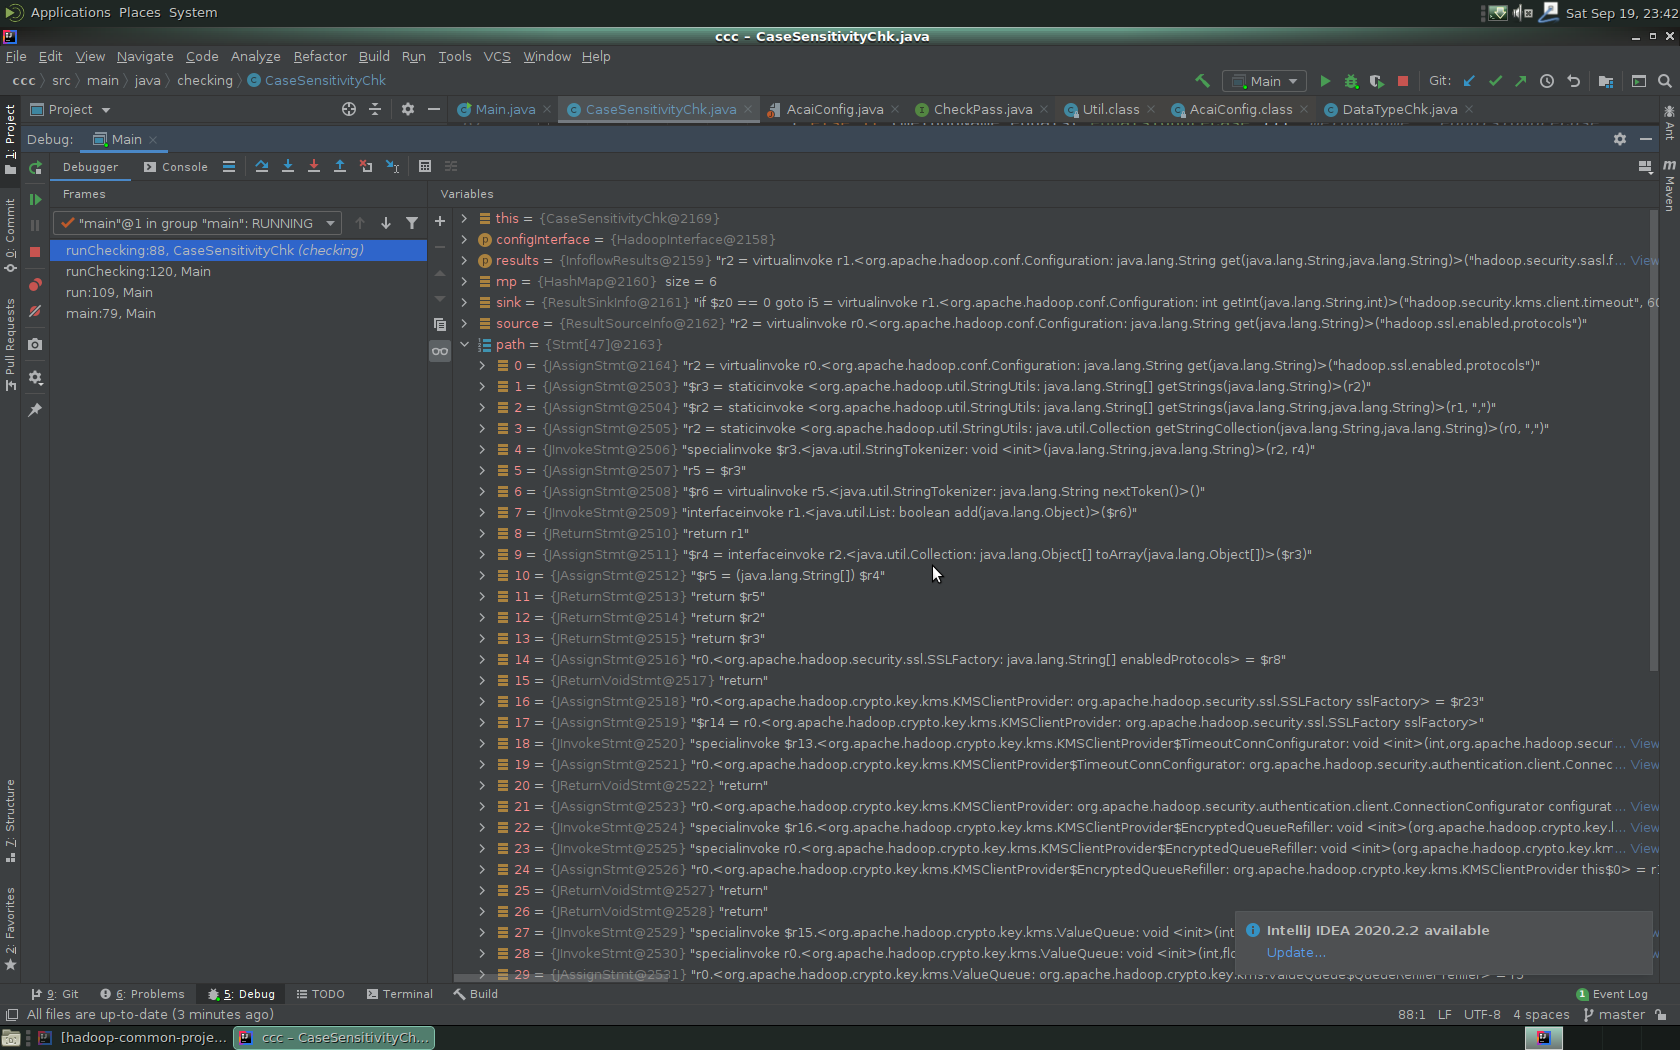 Applications Places System
Sat Sep 19, 23:42
ccc – CaseSensitivityChk.java
File Edit View Navigate Code Analyze Refactor Build Run Tools VCS Window Help
ccc src main java checking CaseSensitivityChk
Main
Git:
Project
Main.java CaseSensitivityChk.java AcaiConfig.java CheckPass.java Util.class AcaiConfig.class DataTypeChk.java
Debug: Main
Debugger Console
Frames
Variables
"main"@1 in group "main": RUNNING
runChecking:88, CaseSensitivityChk (checking)
runChecking:120, Main
run:109, Main
main:79, Main
this = {CaseSensitivityChk@2169}
configInterface = {HadoopInterface@2158}
results = {InfoflowResults@2159} "r2 = virtualinvoke r1.<org.apache.hadoop.conf.Configuration: java.lang.String get(java.lang.String,java.lang.String)>("hadoop.security.sasl.f... View
mp = {HashMap@2160} size = 6
sink = {ResultSinkInfo@2161} "if $z0 == 0 goto i5 = virtualinvoke r1.<org.apache.hadoop.conf.Configuration: int getInt(java.lang.String,int)>("hadoop.security.kms.client.timeout", 60
source = {ResultSourceInfo@2162} "r2 = virtualinvoke r0.<org.apache.hadoop.conf.Configuration: java.lang.String get(java.lang.String)>("hadoop.ssl.enabled.protocols")"
path = {Stmt[47]@2163}
0 = {JAssignStmt@2164} "r2 = virtualinvoke r0.<org.apache.hadoop.conf.Configuration: java.lang.String get(java.lang.String)>("hadoop.ssl.enabled.protocols")"
1 = {JAssignStmt@2503} "$r3 = staticinvoke <org.apache.hadoop.util.StringUtils: java.lang.String[] getStrings(java.lang.String)>(r2)"
2 = {JAssignStmt@2504} "$r2 = staticinvoke <org.apache.hadoop.util.StringUtils: java.lang.String[] getStrings(java.lang.String,java.lang.String)>(r1, ",")"
3 = {JAssignStmt@2505} "r2 = staticinvoke <org.apache.hadoop.util.StringUtils: java.util.Collection getStringCollection(java.lang.String,java.lang.String)>(r0, ",")"
4 = {JInvokeStmt@2506} "specialinvoke $r3.<java.util.StringTokenizer: void <init>(java.lang.String,java.lang.String)>(r2, r4)"
5 = {JAssignStmt@2507} "r5 = $r3"
6 = {JAssignStmt@2508} "$r6 = virtualinvoke r5.<java.util.StringTokenizer: java.lang.String nextToken()>()"
7 = {JInvokeStmt@2509} "interfaceinvoke r1.<java.util.List: boolean add(java.lang.Object)>($r6)"
8 = {JReturnStmt@2510} "return r1"
9 = {JAssignStmt@2511} "$r4 = interfaceinvoke r2.<java.util.Collection: java.lang.Object[] toArray(java.lang.Object[])>($r3)"
10 = {JAssignStmt@2512} "$r5 = (java.lang.String[]) $r4"
11 = {JReturnStmt@2513} "return $r5"
12 = {JReturnStmt@2514} "return $r2"
13 = {JReturnStmt@2515} "return $r3"
14 = {JAssignStmt@2516} "r0.<org.apache.hadoop.security.ssl.SSLFactory: java.lang.String[] enabledProtocols> = $r8"
15 = {JReturnVoidStmt@2517} "return"
16 = {JAssignStmt@2518} "r0.<org.apache.hadoop.crypto.key.kms.KMSClientProvider: org.apache.hadoop.security.ssl.SSLFactory sslFactory> = $r23"
17 = {JAssignStmt@2519} "$r14 = r0.<org.apache.hadoop.crypto.key.kms.KMSClientProvider: org.apache.hadoop.security.ssl.SSLFactory sslFactory>"
18 = {JInvokeStmt@2520} "specialinvoke $r13.<org.apache.hadoop.crypto.key.kms.KMSClientProvider$TimeoutConnConfigurator: void <init>(int,org.apache.hadoop.secur... View
19 = {JAssignStmt@2521} "r0.<org.apache.hadoop.crypto.key.kms.KMSClientProvider$TimeoutConnConfigurator: org.apache.hadoop.security.authentication.client.Connec... View
20 = {JReturnVoidStmt@2522} "return"
21 = {JAssignStmt@2523} "r0.<org.apache.hadoop.crypto.key.kms.KMSClientProvider: org.apache.hadoop.security.authentication.client.ConnectionConfigurator configurat... View
22 = {JInvokeStmt@2524} "specialinvoke $r16.<org.apache.hadoop.crypto.key.kms.KMSClientProvider$EncryptedQueueRefiller: void <init>(org.apache.hadoop.crypto.key.l... View
23 = {JInvokeStmt@2525} "specialinvoke r0.<org.apache.hadoop.crypto.key.kms.KMSClientProvider$EncryptedQueueRefiller: void <init>(org.apache.hadoop.crypto.key.km... View
24 = {JAssignStmt@2526} "r0.<org.apache.hadoop.crypto.key.kms.KMSClientProvider$EncryptedQueueRefiller: org.apache.hadoop.crypto.key.kms.KMSClientProvider this$0> = r
25 = {JReturnVoidStmt@2527} "return"
26 = {JReturnVoidStmt@2528} "return"
27 = {JInvokeStmt@2529} "specialinvoke $r15.<org.apache.hadoop.crypto.key.kms.ValueQueue: void <init>(int
28 = {JInvokeStmt@2530} "specialinvoke r0.<org.apache.hadoop.crypto.key.kms.ValueQueue: void <init>(int,flo
29 = {JAssignStmt@2531} "r0.<org.apache.hadoop.crypto.key.kms.ValueQueue: org.apache.hadoop.crypto.key.kms.ValueQueue$QueueRefiller refiller> = r5
IntelliJ IDEA 2020.2.2 available
Update...
1: Project
0: Commit
Pull Requests
7: Structure
2: Favorites
Ant
Maven
9: Git 6: Problems 5: Debug TODO Terminal Build
1 Event Log
All files are up-to-date (3 minutes ago)
88:1 LF UTF-8 4 spaces master
[hadoop-common-proje...
ccc – CaseSensitivityCh...